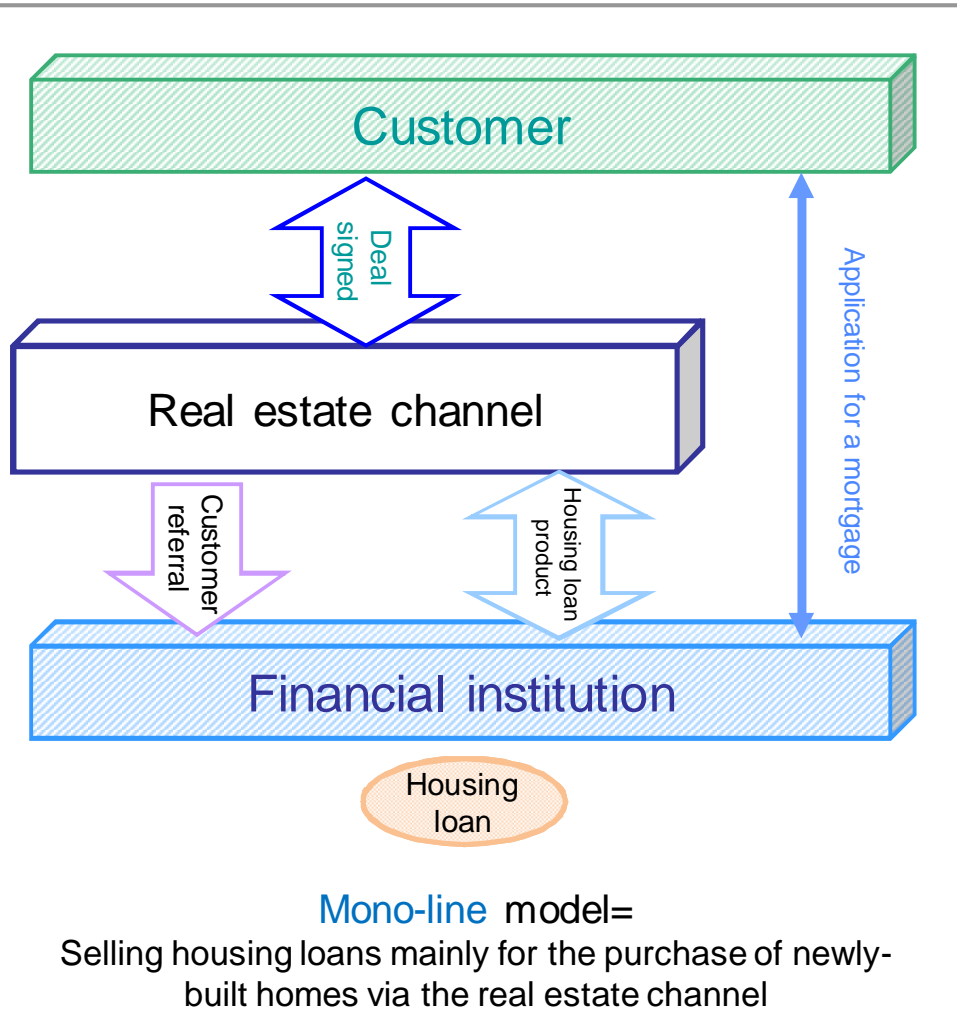 Customer
Deal
signed
Application for a mortgage
Real estate channel
Customer
referral
Housing loan
product
Financial institution
Housing
loan
Mono-line model=
Selling housing loans mainly for the purchase of newly-
built homes via the real estate channel